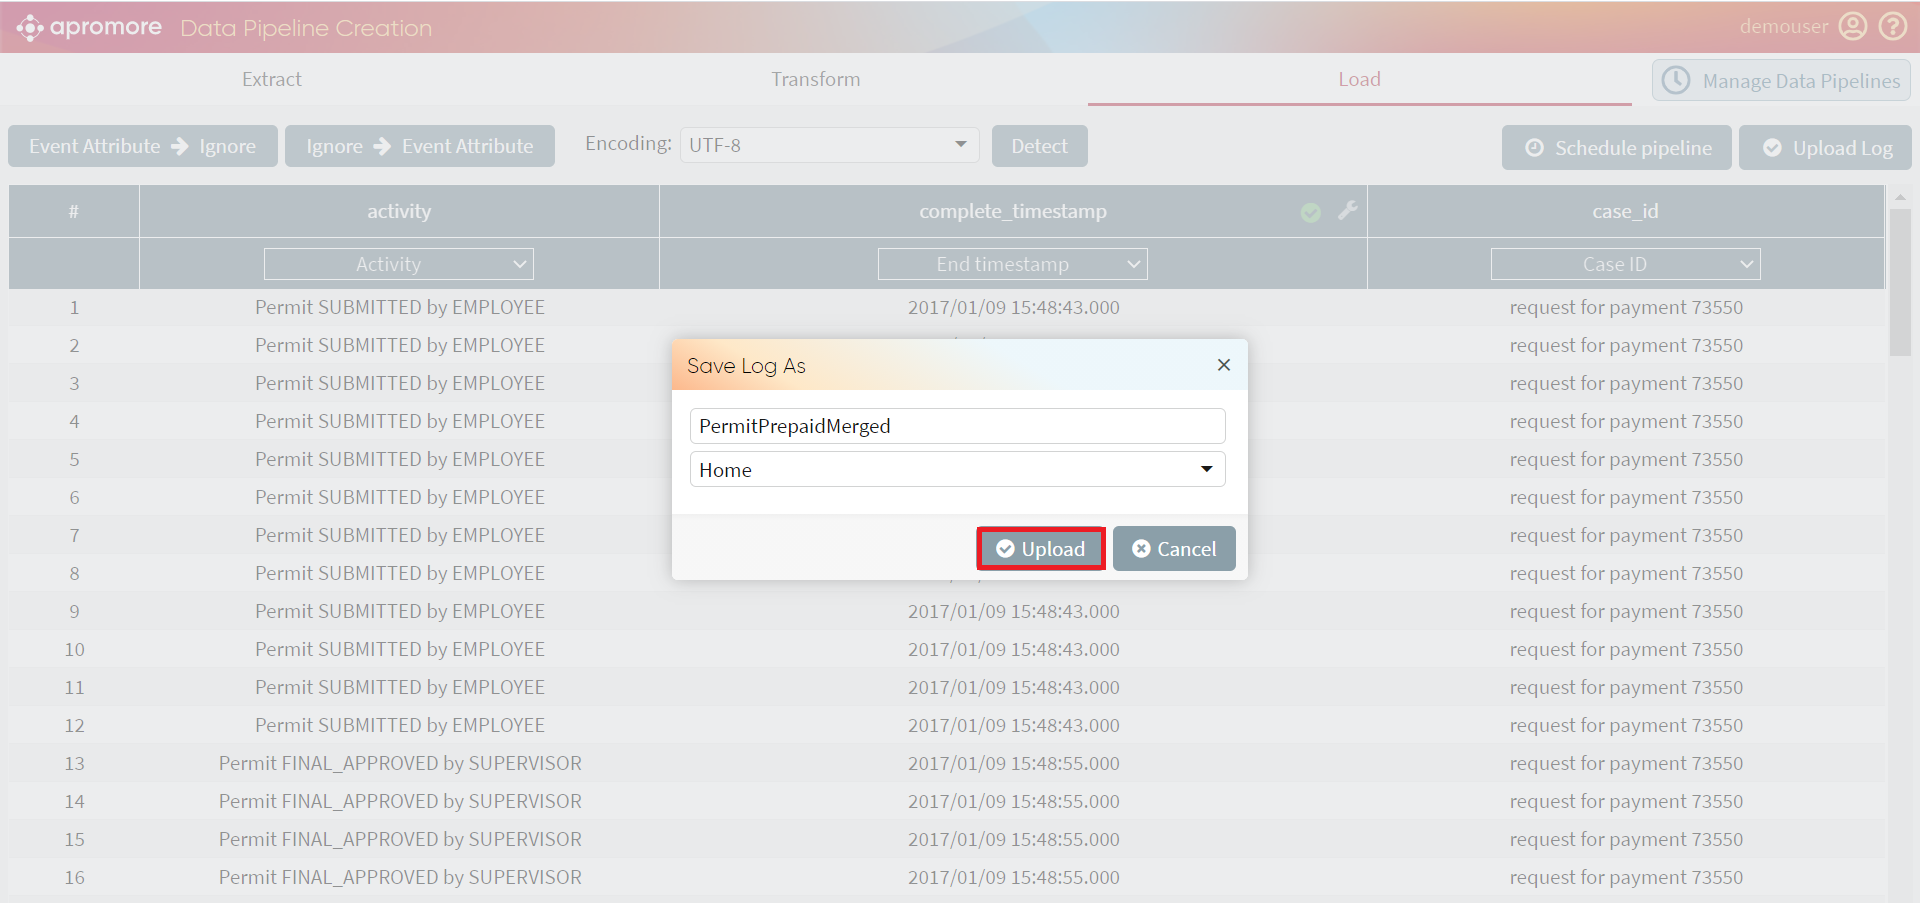 apromore Data Pipeline Creation demouser
Extract Transform Load Manage Data Pipelines
Event Attribute → Ignore Ignore → Event Attribute Encoding: UTF-8 Detect Schedule pipeline Upload Log
# activity complete_timestamp case_id
Activity End timestamp Case ID
1 Permit SUBMITTED by EMPLOYEE 2017/01/09 15:48:43.000 request for payment 73550
2 Permit SUBMITTED by EMPLOYEE request for payment 73550
3 Permit SUBMITTED by EMPLOYEE request for payment 73550
4 Permit SUBMITTED by EMPLOYEE request for payment 73550
5 Permit SUBMITTED by EMPLOYEE request for payment 73550
6 Permit SUBMITTED by EMPLOYEE request for payment 73550
7 Permit SUBMITTED by EMPLOYEE request for payment 73550
8 Permit SUBMITTED by EMPLOYEE request for payment 73550
9 Permit SUBMITTED by EMPLOYEE 2017/01/09 15:48:43.000 request for payment 73550
10 Permit SUBMITTED by EMPLOYEE 2017/01/09 15:48:43.000 request for payment 73550
11 Permit SUBMITTED by EMPLOYEE 2017/01/09 15:48:43.000 request for payment 73550
12 Permit SUBMITTED by EMPLOYEE 2017/01/09 15:48:43.000 request for payment 73550
13 Permit FINAL_APPROVED by SUPERVISOR 2017/01/09 15:48:55.000 request for payment 73550
14 Permit FINAL_APPROVED by SUPERVISOR 2017/01/09 15:48:55.000 request for payment 73550
15 Permit FINAL_APPROVED by SUPERVISOR 2017/01/09 15:48:55.000 request for payment 73550
16 Permit FINAL_APPROVED by SUPERVISOR 2017/01/09 15:48:55.000 request for payment 73550
Save Log As
PermitPrepaidMerged
Home
Upload Cancel